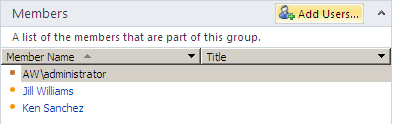 Members
Add Users...
A list of the members that are part of this group.
Member Name Title
AW\administrator
Jill Williams
Ken Sanchez